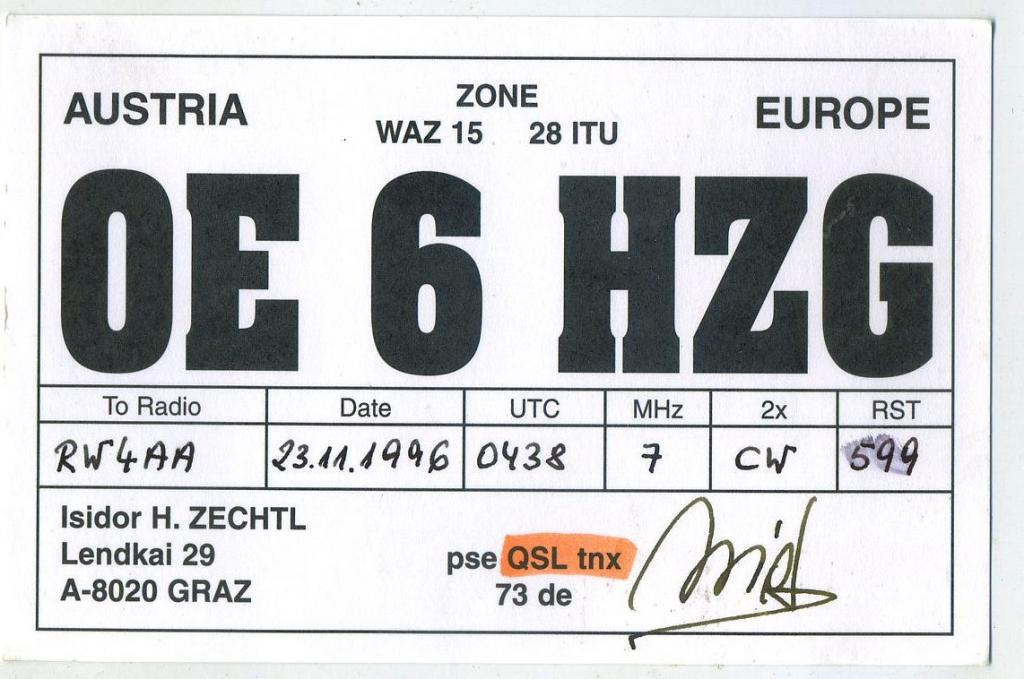 AUSTRIA ZONE EUROPE
WAZ 15 28 ITU
OE 6 HZG
To Radio Date UTC MHz 2x RST
RW4AA 23.11.1996 0438 7 CW 599
Isidor H. ZECHTL
Lendkai 29
A-8020 GRAZ
pse QSL tnx
73 de